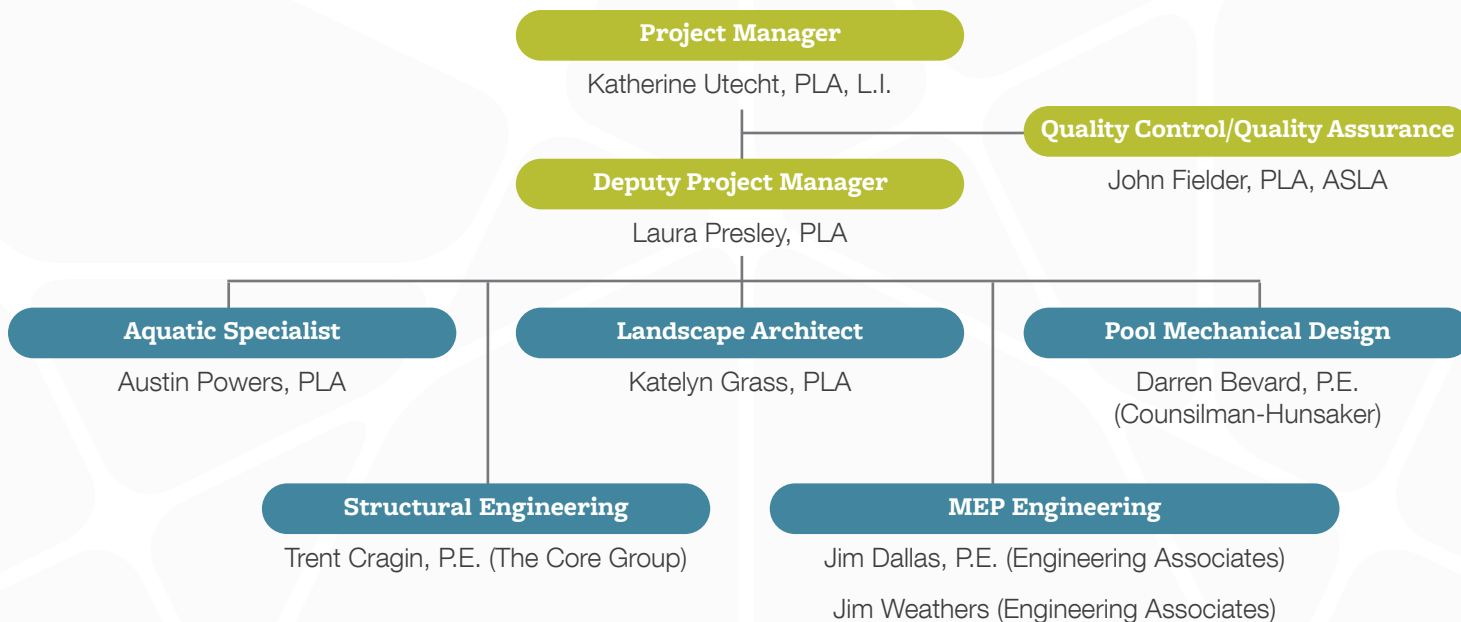 Project Manager
Katherine Utecht, PLA, L.I.
Quality Control/Quality Assurance
John Fielder, PLA, ASLA
Deputy Project Manager
Laura Presley, PLA
Aquatic Specialist
Austin Powers, PLA
Landscape Architect
Katelyn Grass, PLA
Pool Mechanical Design
Darren Bevard, P.E.
(Counsilman-Hunsaker)
Structural Engineering
Trent Cragin, P.E. (The Core Group)
MEP Engineering
Jim Dallas, P.E. (Engineering Associates)
Jim Weathers (Engineering Associates)